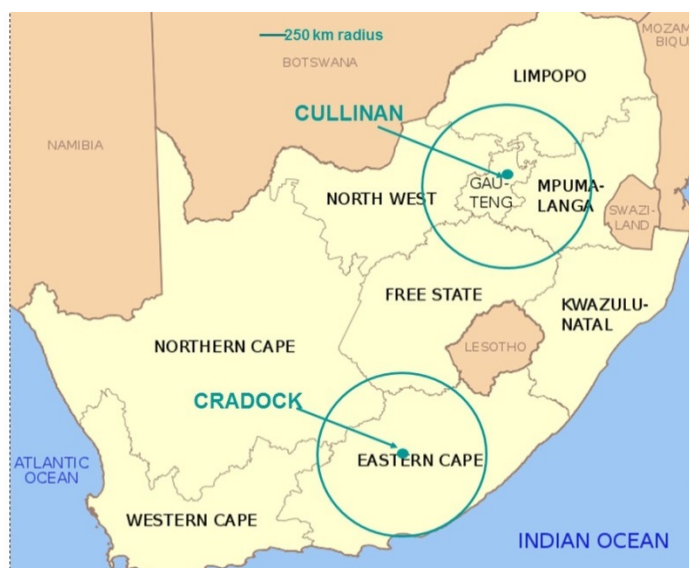 250 km radius
BOTSWANA
MOZAM
BIQU
LIMPOPO
CULLINAN
NAMIBIA
GAU-
TENG
MPUMA-
LANGA
NORTH WEST
SWAZI-
LAND
FREE STATE
KWAZULU-
NATAL
NORTHERN CAPE
LESOTHO
CRADOCK
EASTERN CAPE
ATLANTIC
OCEAN
WESTERN CAPE
INDIAN OCEAN